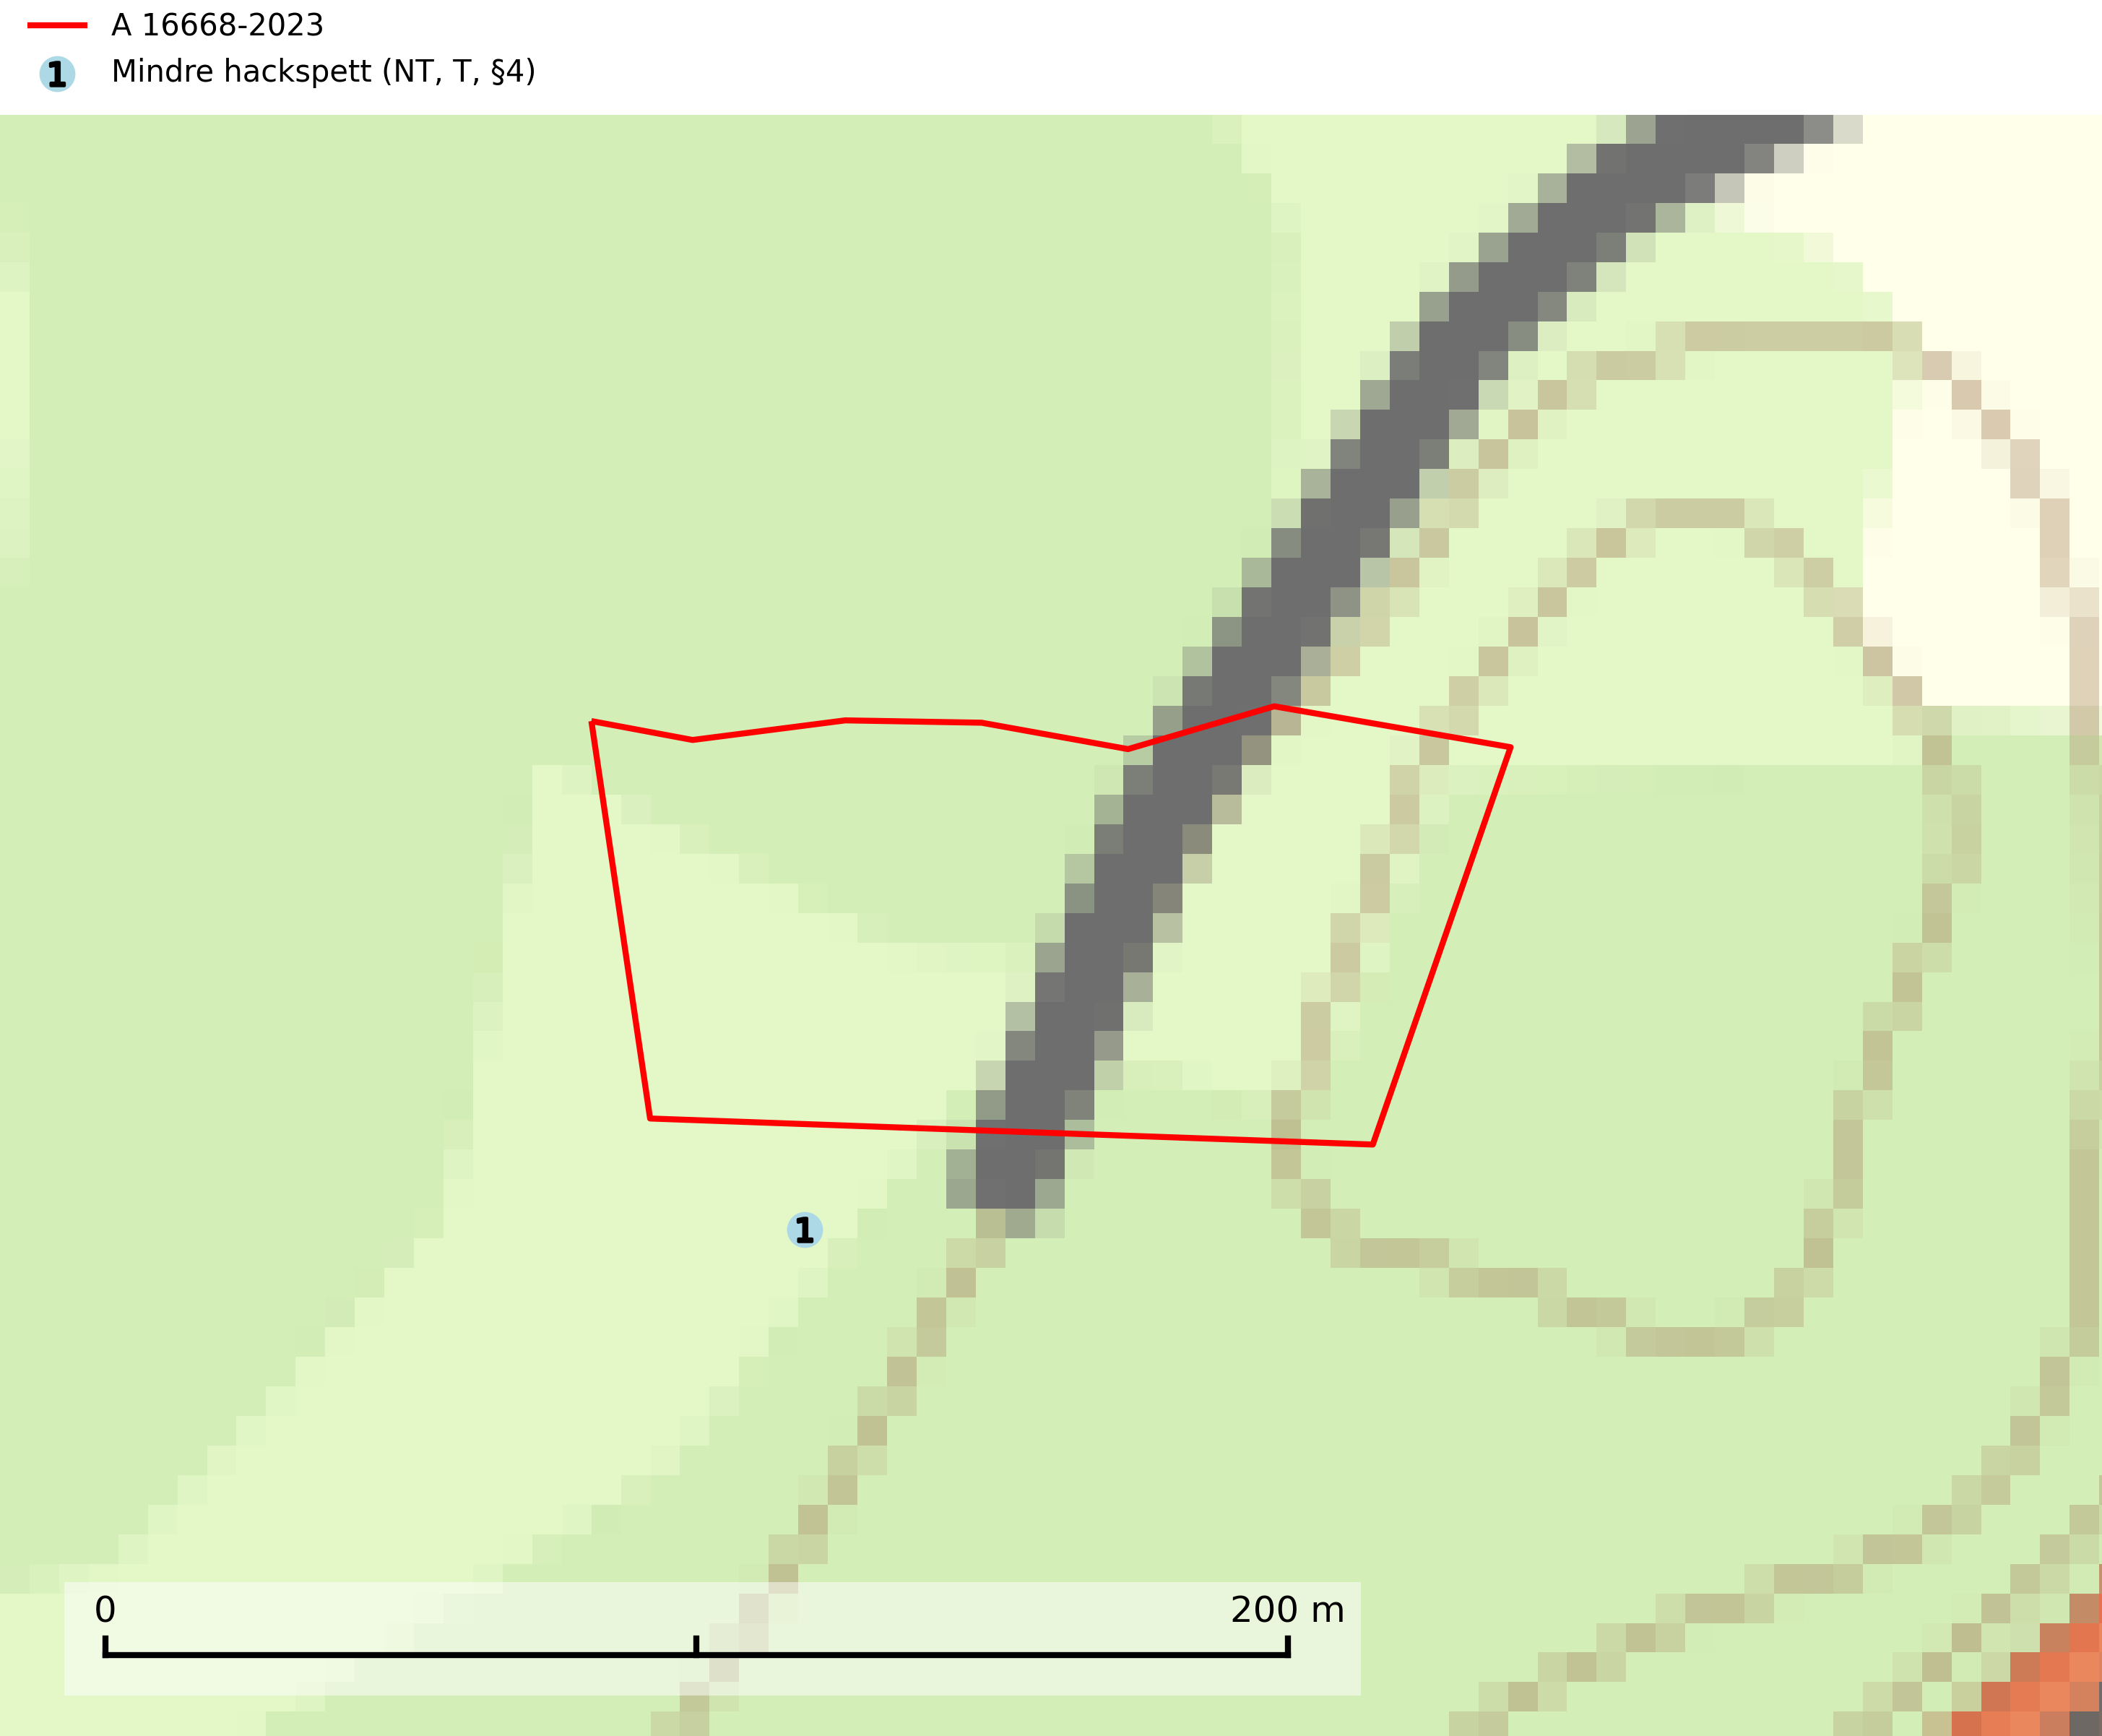 A 16668-2023
1 Mindre hackspett (NT, T, §4)
1
0 200 m